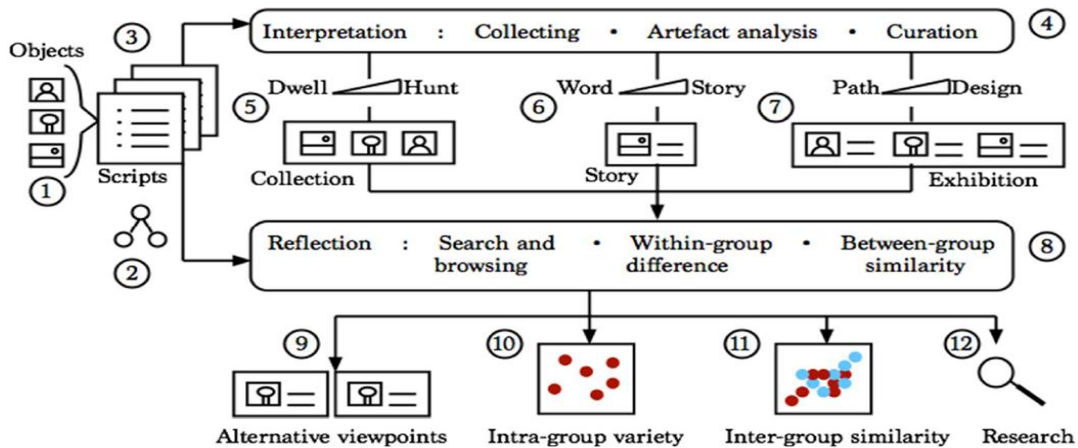 Objects
3
Interpretation : Collecting • Artefact analysis • Curation
4
Dwell Hunt
Word Story
Path Design
5
6
7
1
Scripts
Collection
Story
Exhibition
2
Reflection : Search and browsing • Within-group difference • Between-group similarity
8
9
10
11
12
Alternative viewpoints
Intra-group variety
Inter-group similarity
Research